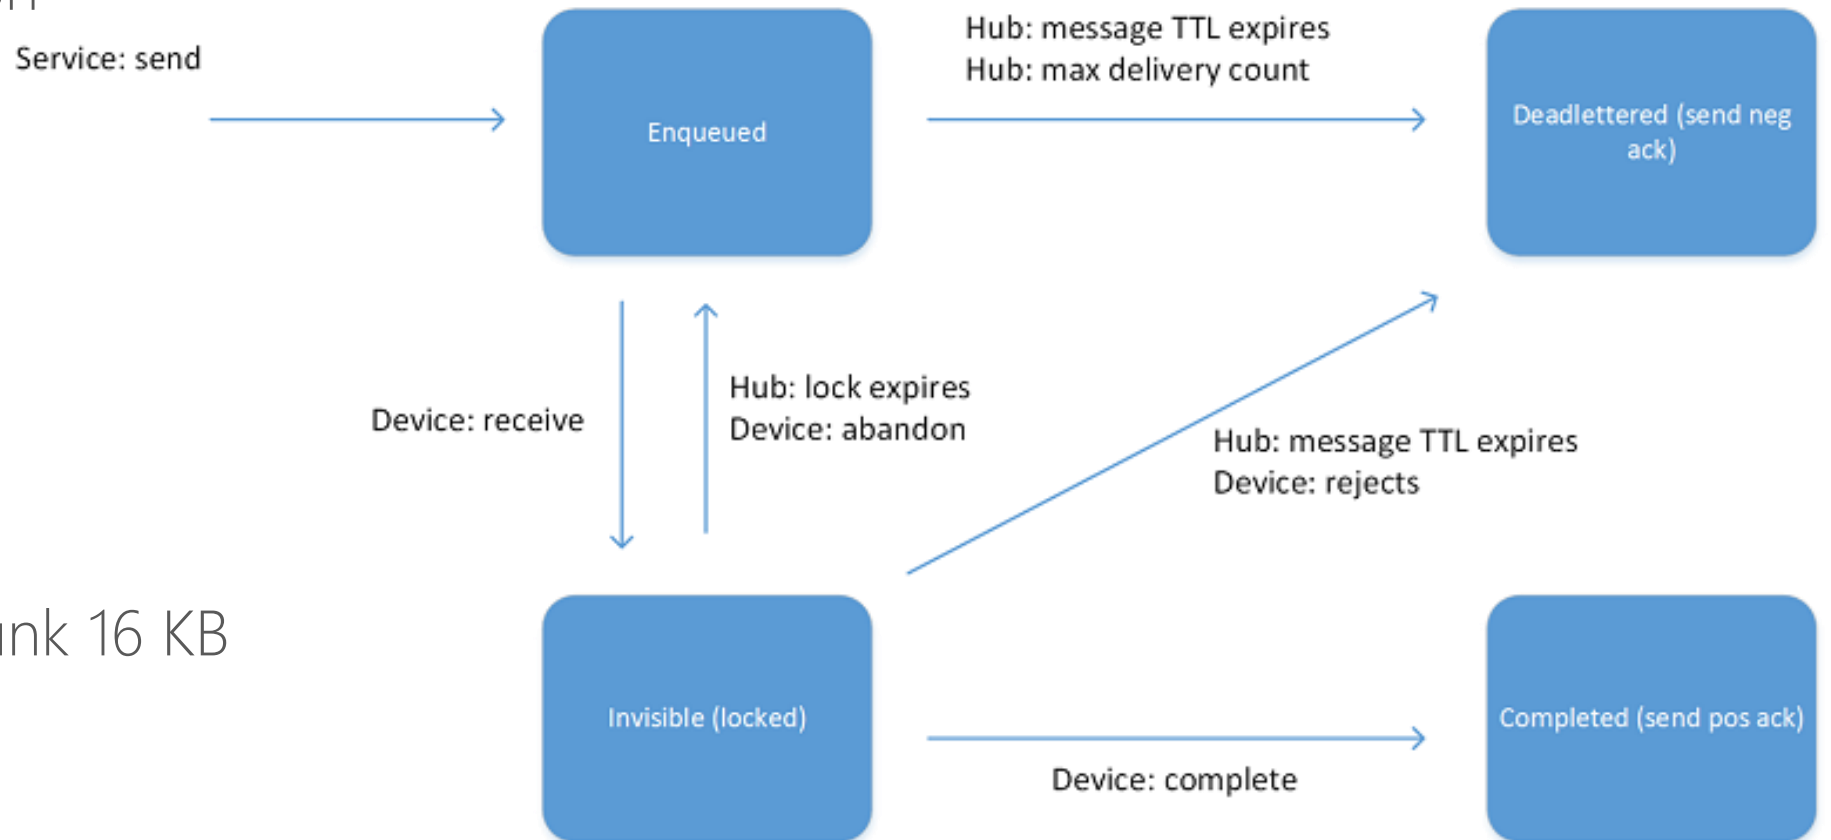 Service: send
Enqueued
Hub: message TTL expires
Hub: max delivery count
Deadlettered (send neg
ack)
Device: receive
Hub: lock expires
Device: abandon
Hub: message TTL expires
Device: rejects
16 KB
Invisible (locked)
Completed (send pos ack)
Device: complete